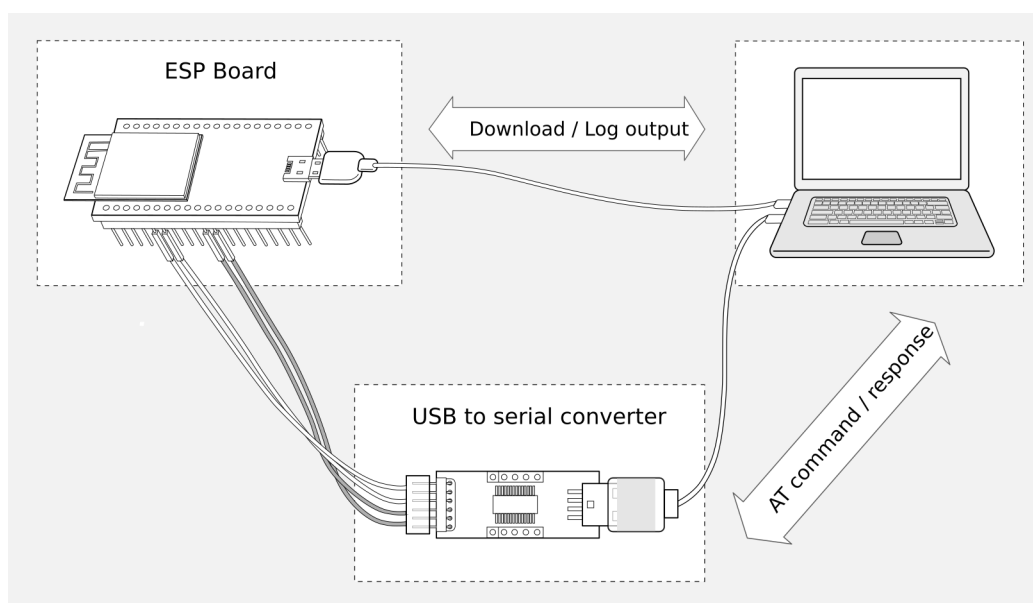 ESP Board
Download / Log output
USB to serial converter
AT command / response